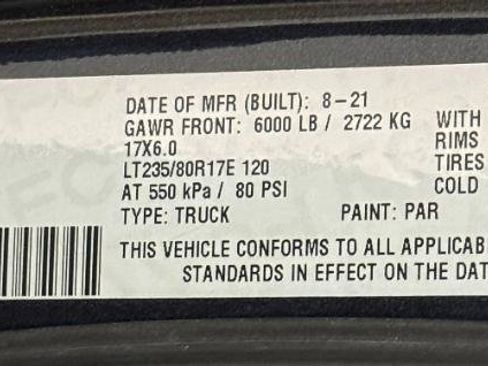 DATE OF MFR (BUILT): 8-21
GAWR FRONT: 6000 LB / 2722 KG WITH
17X6.0 RIMS
LT235/80R17E 120 TIRES
AT 550 kPa / 80 PSI COLD
TYPE: TRUCK PAINT: PAR
THIS VEHICLE CONFORMS TO ALL APPLICAB
STANDARDS IN EFFECT ON THE DAT